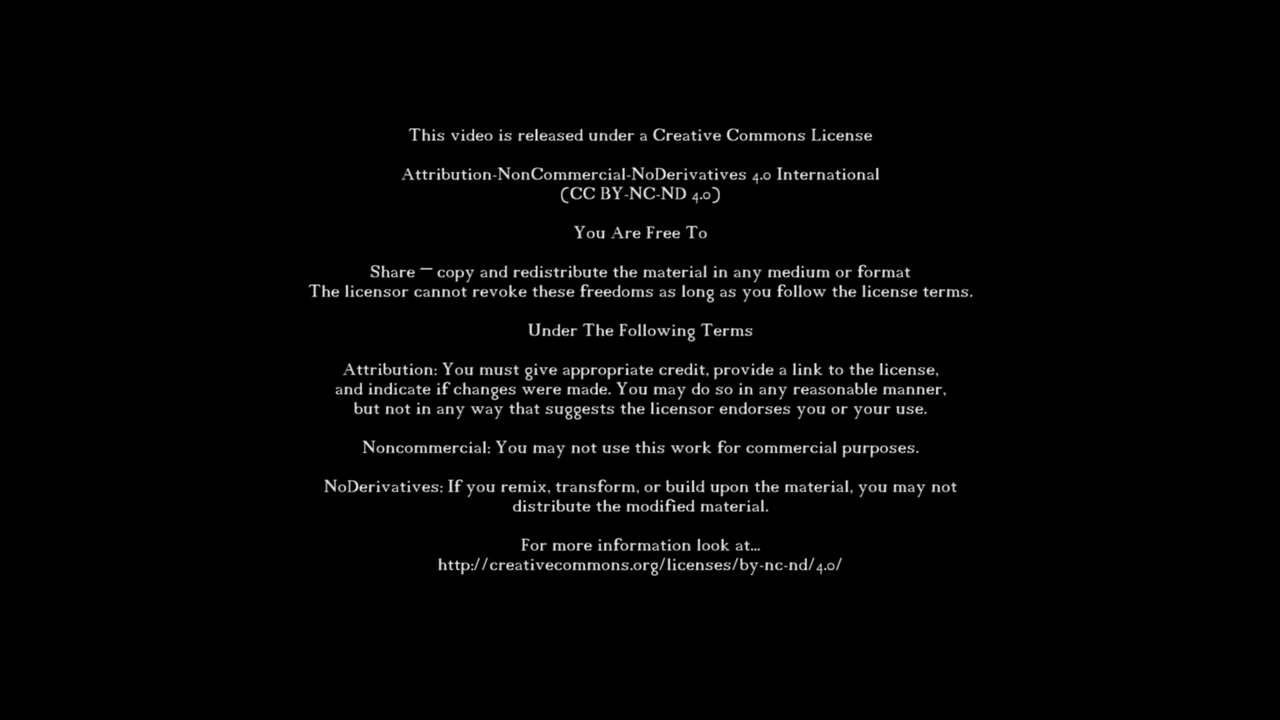 This video is released under a Creative Commons License
Attribution-NonCommercial-NoDerivatives 4.0 International
(CC BY-NC-ND 4.0)
You Are Free To
Share — copy and redistribute the material in any medium or format
The licensor cannot revoke these freedoms as long as you follow the license terms.
Under The Following Terms
Attribution: You must give appropriate credit, provide a link to the license,
and indicate if changes were made. You may do so in any reasonable manner,
but not in any way that suggests the licensor endorses you or your use.
Noncommercial: You may not use this work for commercial purposes.
NoDerivatives: If you remix, transform, or build upon the material, you may not
distribute the modified material.
For more information look at...
http://creativecommons.org/licenses/by-nc-nd/4.0/